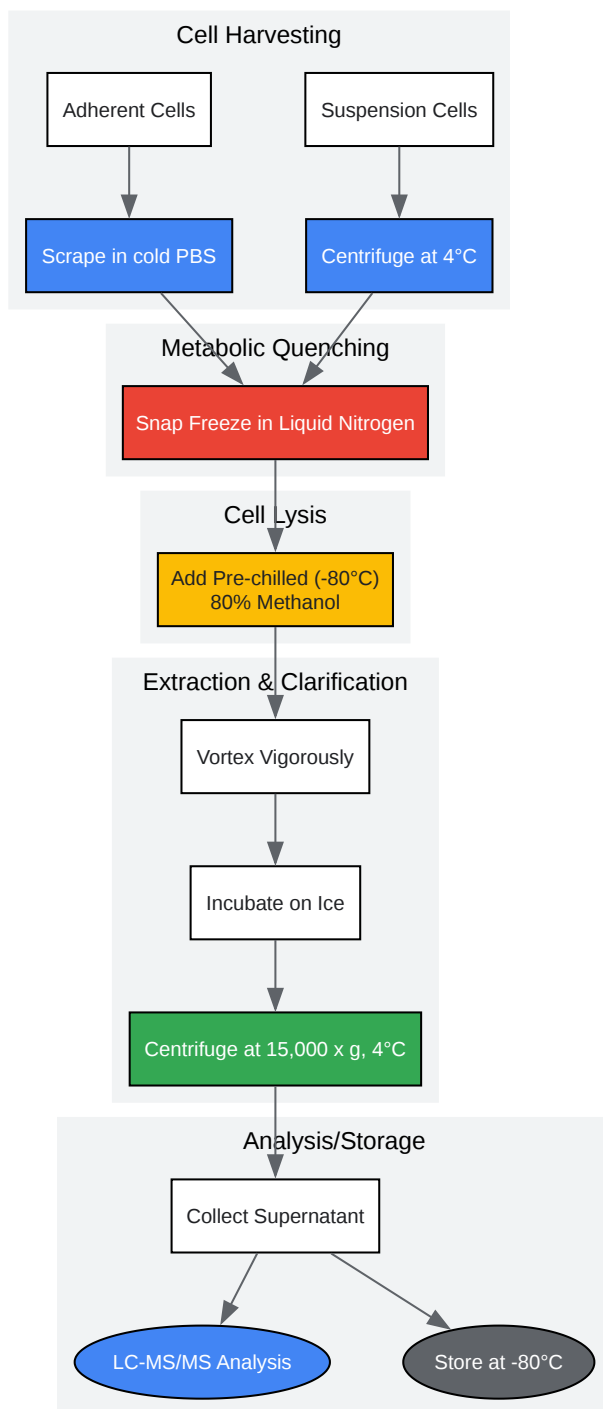 Cell Harvesting
Adherent Cells
Suspension Cells
Scrape in cold PBS
Centrifuge at 4°C
Metabolic Quenching
Snap Freeze in Liquid Nitrogen
Cell Lysis
Add Pre-chilled (-80°C)
80% Methanol
Extraction & Clarification
Vortex Vigorously
Incubate on Ice
Centrifuge at 15,000 x g, 4°C
Analysis/Storage
Collect Supernatant
LC-MS/MS Analysis
Store at -80°C